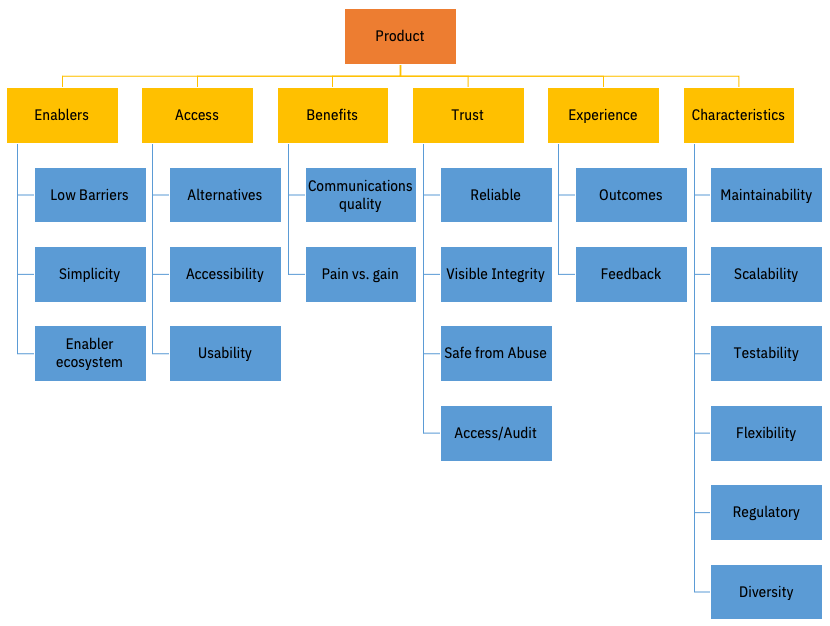 Product
Enablers
Access
Benefits
Trust
Experience
Characteristics
Low Barriers
Alternatives
Communications
quality
Reliable
Outcomes
Maintainability
Simplicity
Accessibility
Pain vs. gain
Visible Integrity
Feedback
Scalability
Enabler
ecosystem
Usability
Safe from Abuse
Testability
Access/Audit
Flexibility
Regulatory
Diversity